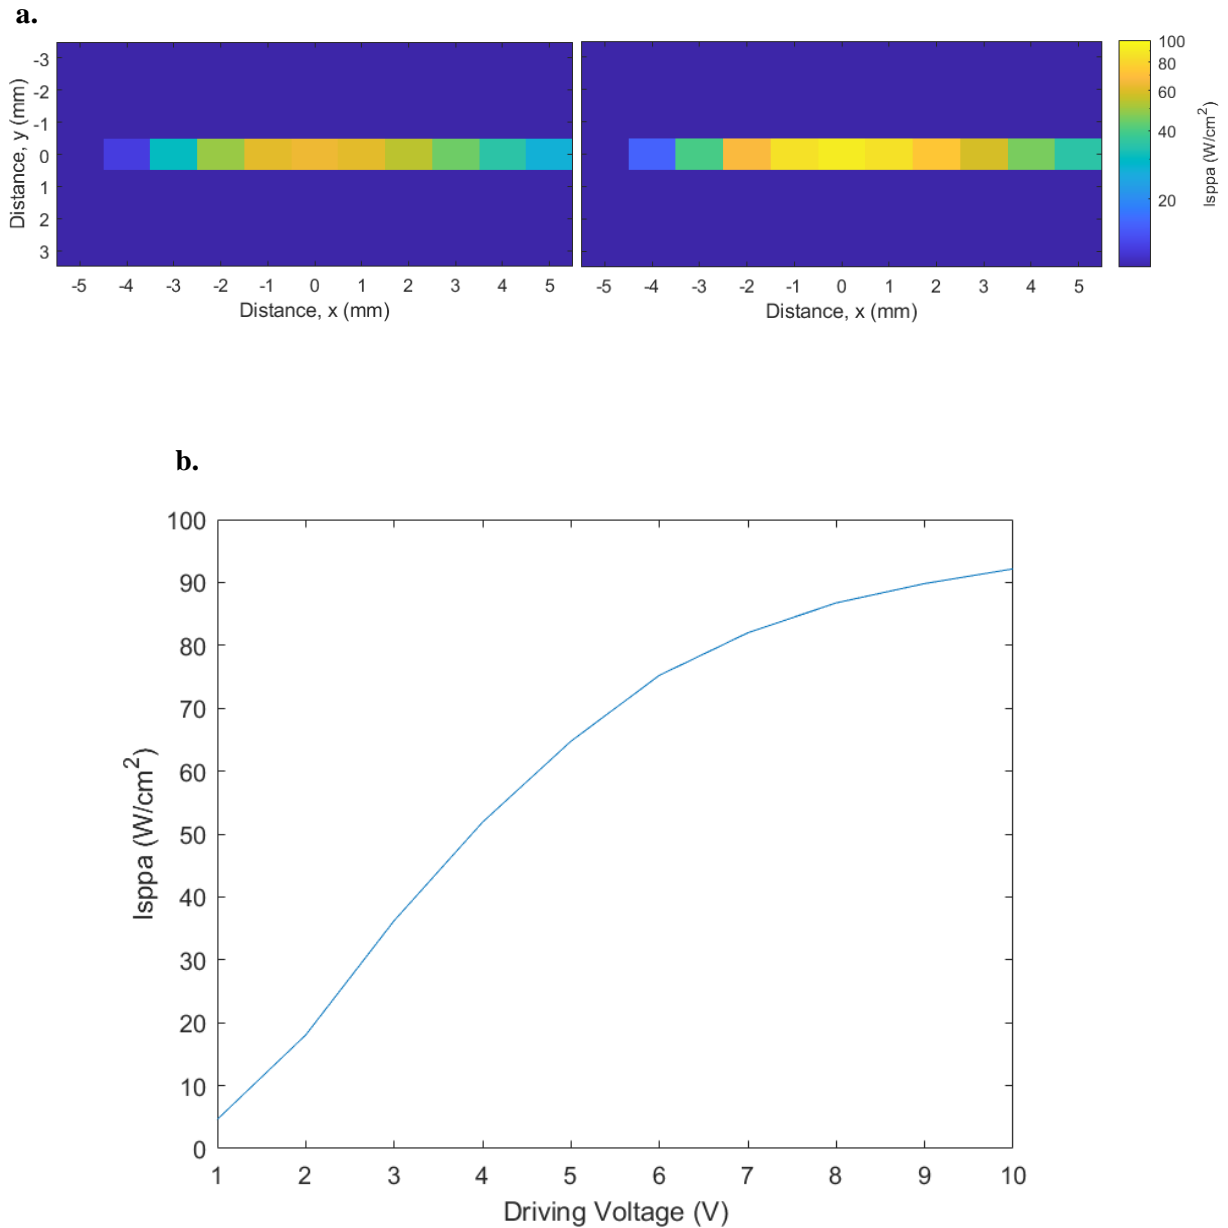 a.
-3
-2
-1
0
1
2
3
Distance, y (mm)
-5 -4 -3 -2 -1 0 1 2 3 4 5
Distance, x (mm)
-5 -4 -3 -2 -1 0 1 2 3 4 5
Distance, x (mm)
100
80
60
40
20
Isppa (W/cm²)
b.
100
90
80
70
60
50
40
30
20
10
0
Isppa (W/cm²)
1 2 3 4 5 6 7 8 9 10
Driving Voltage (V)